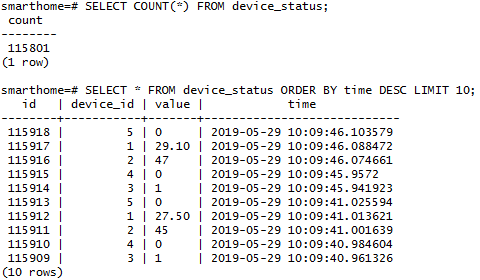 smarthome=# SELECT COUNT(*) FROM device_status;
 count
--------
 115801
(1 row)

smarthome=# SELECT * FROM device_status ORDER BY time DESC LIMIT 10;
   id   | device_id | value |            time
--------+-----------+-------+----------------------------
 115918 |         5 | 0     | 2019-05-29 10:09:46.103579
 115917 |         1 | 29.10 | 2019-05-29 10:09:46.088472
 115916 |         2 | 47    | 2019-05-29 10:09:46.074661
 115915 |         4 | 0     | 2019-05-29 10:09:45.9572
 115914 |         3 | 1     | 2019-05-29 10:09:45.941923
 115913 |         5 | 0     | 2019-05-29 10:09:41.025594
 115912 |         1 | 27.50 | 2019-05-29 10:09:41.013621
 115911 |         2 | 45    | 2019-05-29 10:09:41.001639
 115910 |         4 | 0     | 2019-05-29 10:09:40.984604
 115909 |         3 | 1     | 2019-05-29 10:09:40.961326
(10 rows)